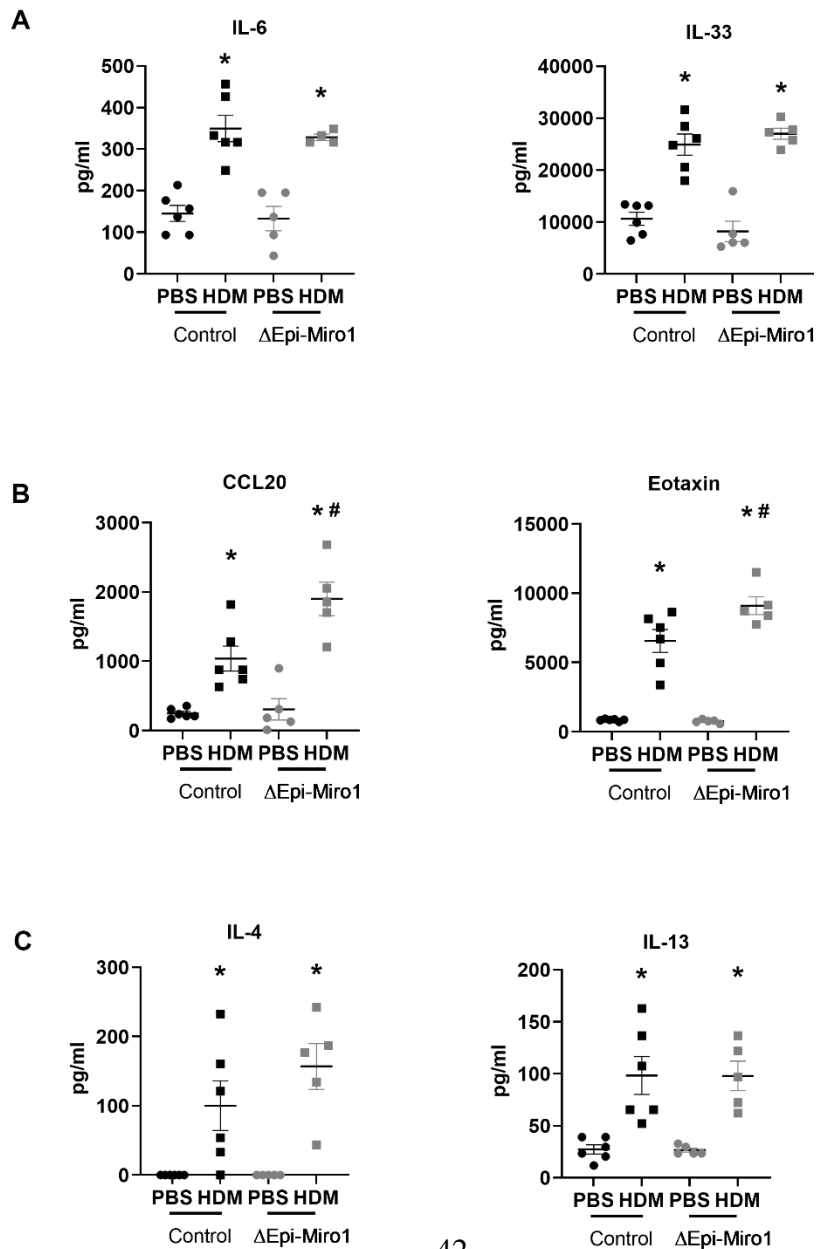 A
IL-6
500
400
300
200
100
0
pg/ml
*
*
PBS HDM PBS HDM
Control ΔEpi-Miro1
IL-33
40000
30000
20000
10000
0
pg/ml
*
*
PBS HDM PBS HDM
Control ΔEpi-Miro1
B
CCL20
3000
2000
1000
0
pg/ml
*
* #
PBS HDM PBS HDM
Control ΔEpi-Miro1
Eotaxin
15000
10000
5000
0
pg/ml
*
* #
PBS HDM PBS HDM
Control ΔEpi-Miro1
C
IL-4
300
200
100
0
pg/ml
*
*
PBS HDM PBS HDM
Control ΔEpi-Miro1
IL-13
200
150
100
50
0
pg/ml
*
*
PBS HDM PBS HDM
Control ΔEpi-Miro1